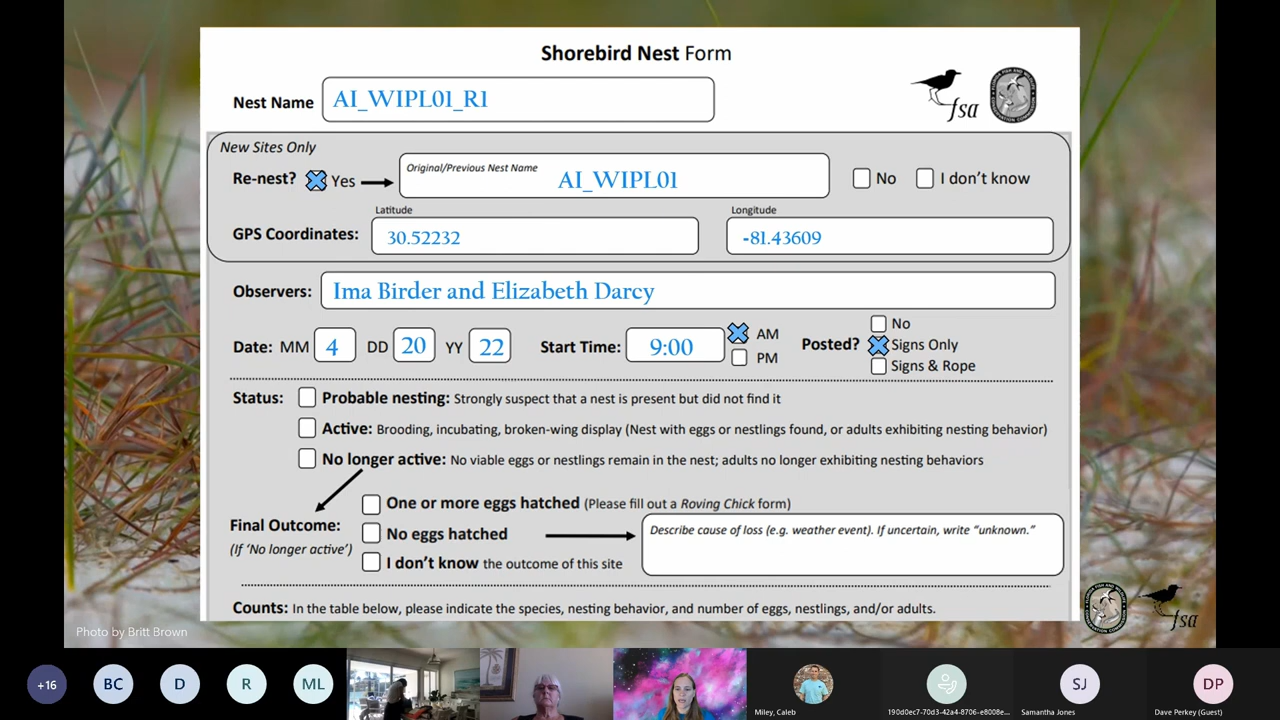 Shorebird Nest Form
Nest Name AI_WIPL01_R1
fsa
New Sites Only
Re-nest? Yes Original/Previous Nest Name AI_WIPL01 No I don't know
Latitude Longitude
GPS Coordinates: 30.52232 -81.43609
Observers: Ima Birder and Elizabeth Darcy
Date: MM 4 DD 20 YY 22 Start Time: 9:00 AM PM Posted? No Signs Only Signs & Rope
Status: Probable nesting: Strongly suspect that a nest is present but did not find it
Active: Brooding, incubating, broken-wing display (Nest with eggs or nestlings found, or adults exhibiting nesting behavior)
No longer active: No viable eggs or nestlings remain in the nest; adults no longer exhibiting nesting behaviors
One or more eggs hatched (Please fill out a Roving Chick form)
Final Outcome:
(If 'No longer active')
No eggs hatched
Describe cause of loss (e.g. weather event). If uncertain, write "unknown."
I don't know the outcome of this site
Counts: In the table below, please indicate the species, nesting behavior, and number of eggs, nestlings, and/or adults.
fsa
Photo by Britt Brown
+16 BC D R ML SJ DP
Miley, Caleb 190d0ec7-70d3-42a4-8706-e8008e... Samantha Jones Dave Perkey (Guest)